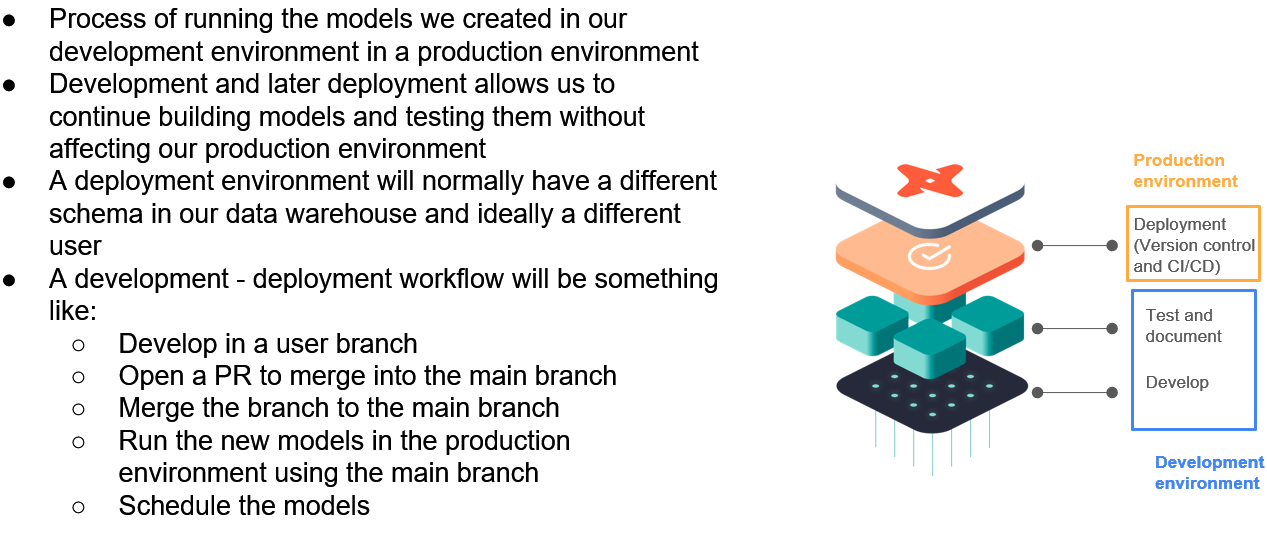 ● Process of running the models we created in our
development environment in a production environment
● Development and later deployment allows us to
continue building models and testing them without
affecting our production environment
● A deployment environment will normally have a different
schema in our data warehouse and ideally a different
user
● A development - deployment workflow will be something
like:
○ Develop in a user branch
○ Open a PR to merge into the main branch
○ Merge the branch to the main branch
○ Run the new models in the production
environment using the main branch
○ Schedule the models
Production
environment
Deployment
(Version control
and CI/CD)
Test and
document
Develop
Development
environment